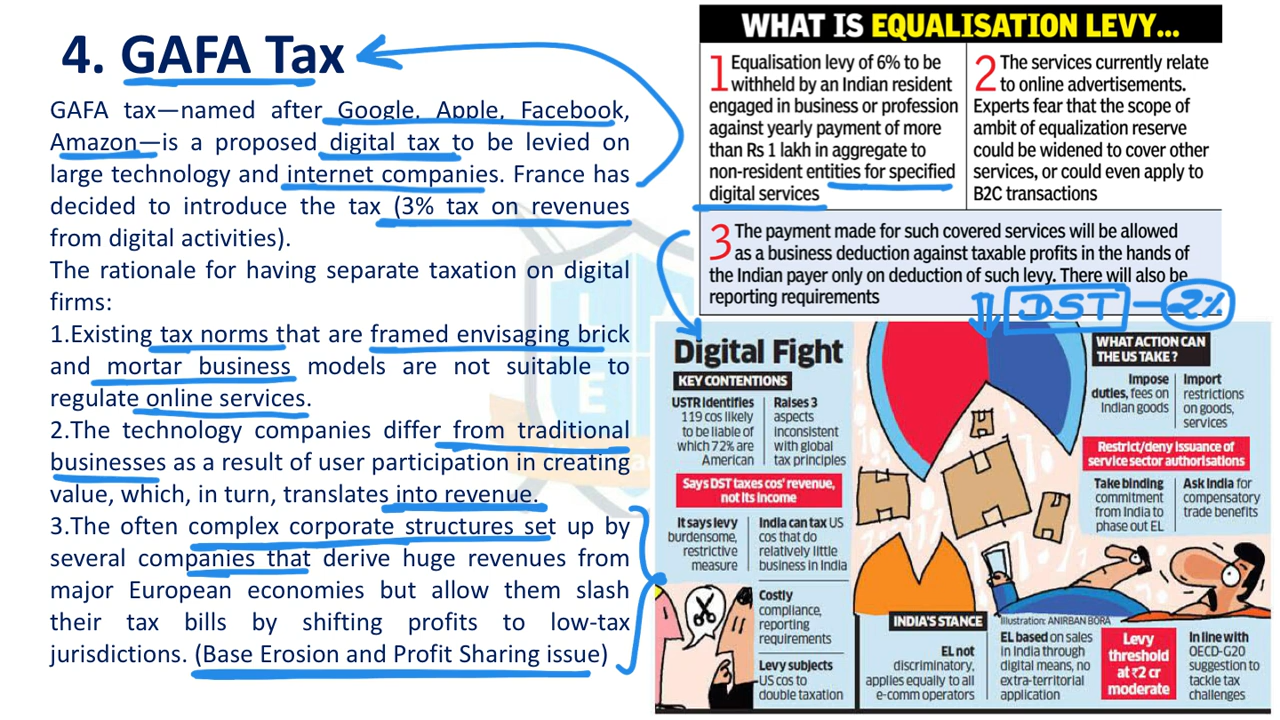 4. GAFA Tax
GAFA tax—named after Google, Apple, Facebook,
Amazon—is a proposed digital tax to be levied on
large technology and internet companies. France has
decided to introduce the tax (3% tax on revenues
from digital activities).
The rationale for having separate taxation on digital
firms:
1.Existing tax norms that are framed envisaging brick
and mortar business models are not suitable to
regulate online services.
2.The technology companies differ from traditional
businesses as a result of user participation in creating
value, which, in turn, translates into revenue.
3.The often complex corporate structures set up by
several companies that derive huge revenues from
major European economies but allow them slash
their tax bills by shifting profits to low-tax
jurisdictions. (Base Erosion and Profit Sharing issue)
WHAT IS EQUALISATION LEVY...
1 Equalisation levy of 6% to be
withheld by an Indian resident
engaged in business or profession
against yearly payment of more
than Rs 1 lakh in aggregate to
non-resident entities for specified
digital services
2 The services currently relate
to online advertisements.
Experts fear that the scope of
ambit of equalization reserve
could be widened to cover other
services, or could even apply to
B2C transactions
3 The payment made for such covered services will be allowed
as a business deduction against taxable profits in the hands of
the Indian payer only on deduction of such levy. There will also be
reporting requirements
DST - 2%
Digital Fight
KEY CONTENTIONS
USTR identifies
119 cos likely
to be liable of
which 72% are
American
Raises 3
aspects
inconsistent
with global
tax principles
Says DST taxes cos' revenue,
not its income
It says levy
burdensome,
restrictive
measure
India can tax US
cos that do
relatively little
business in India
Costly
compliance,
reporting
requirements
Levy subjects
US cos to
double taxation
WHAT ACTION CAN
THE US TAKE?
Impose
duties, fees on
Indian goods
Import
restrictions
on goods,
services
Restrict/deny issuance of
service sector authorisations
Take binding
commitment
from India to
phase out EL
Ask India for
compensatory
trade benefits
Illustration: ANIRBAN BORA
INDIA'S STANCE
EL not
discriminatory,
applies equally to all
e-comm operators
EL based on sales
in India through
digital means, no
extra-territorial
application
Levy
threshold
at ₹2 cr
moderate
In line with
OECD-G20
suggestion to
tackle tax
challenges